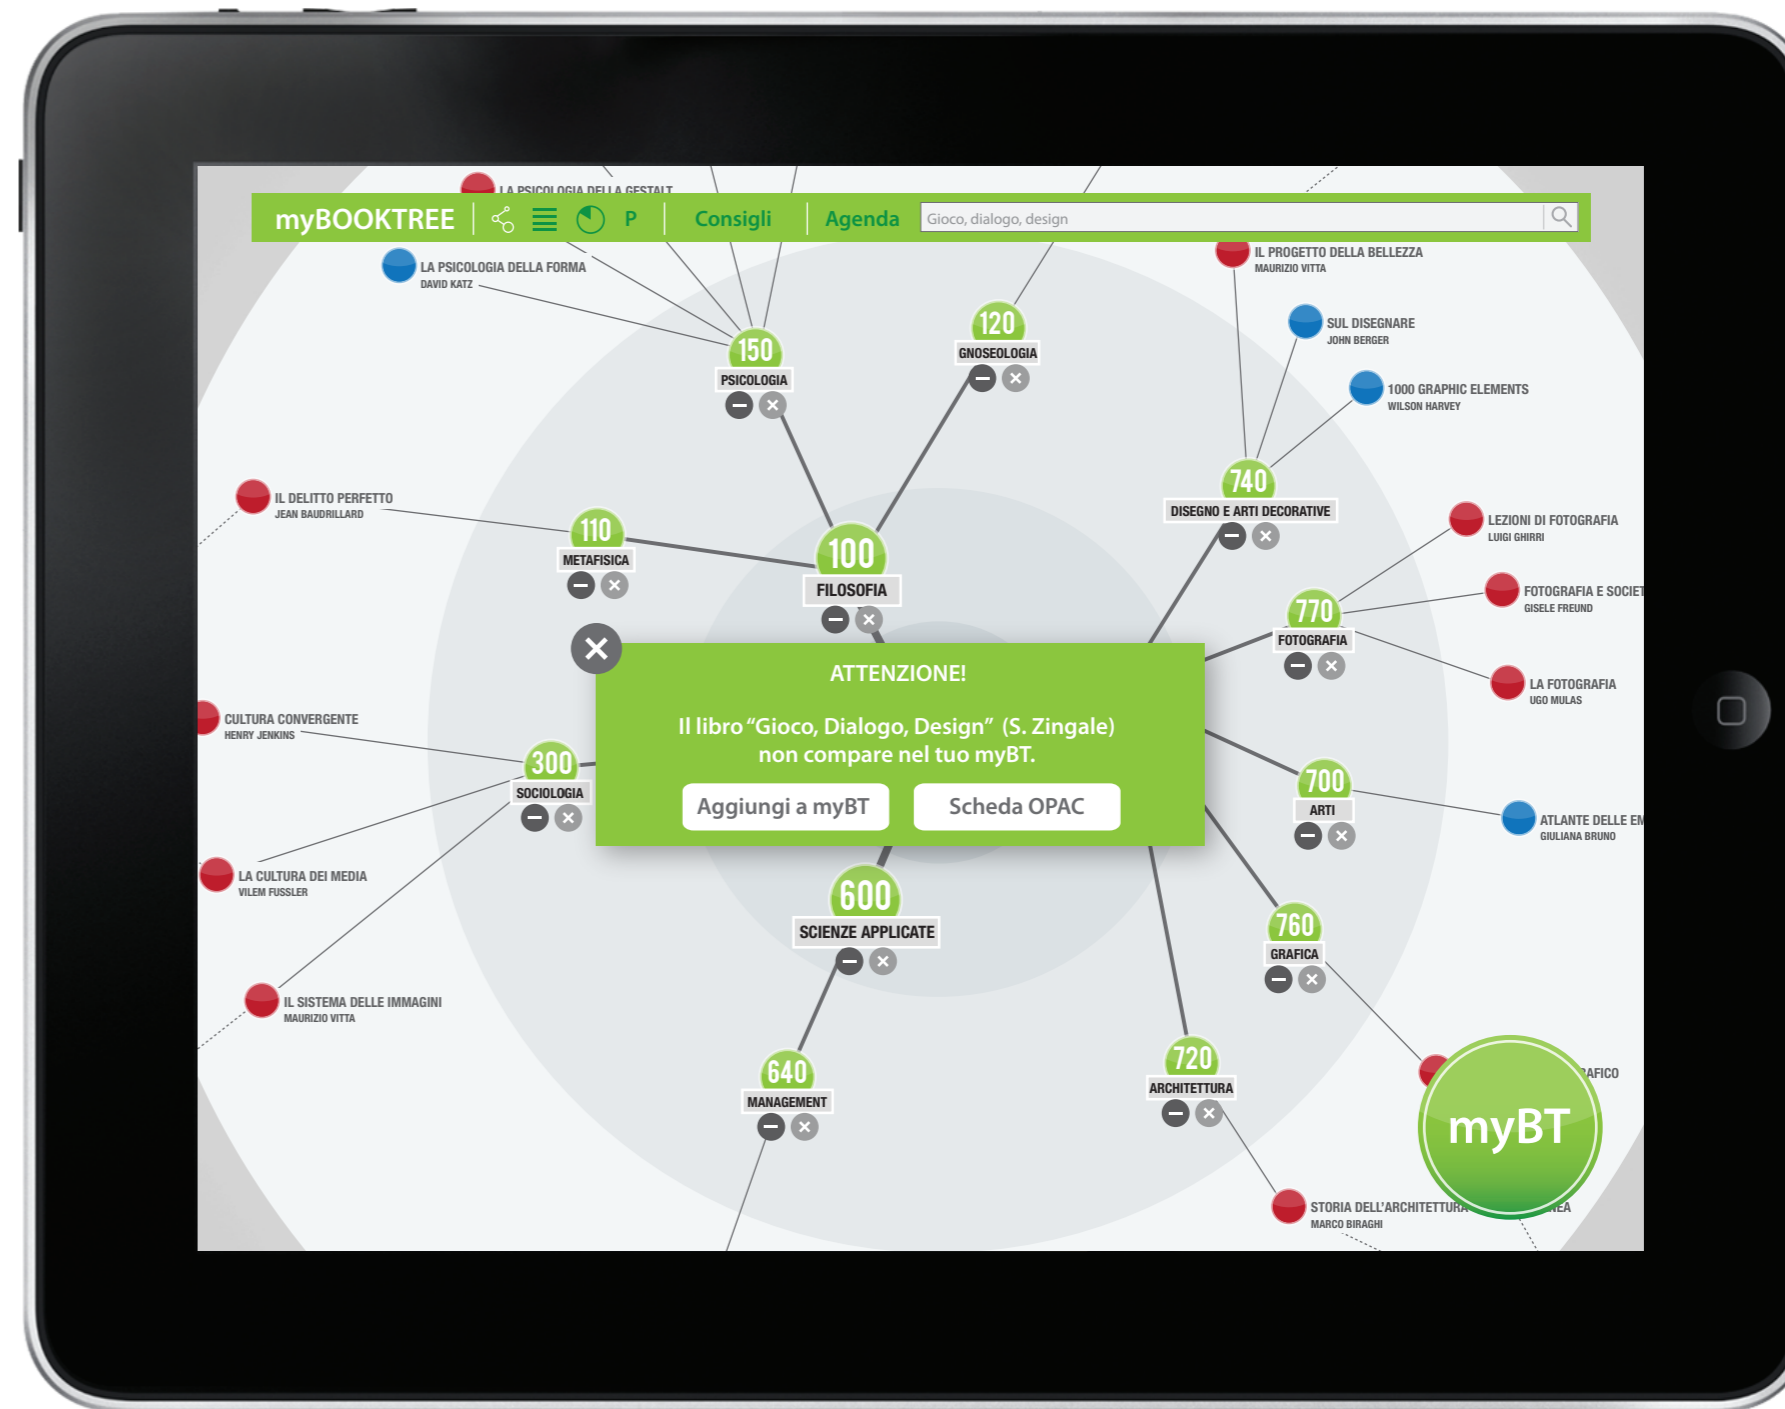 LA PSICOLOGIA DELLA GESTALT
myBOOKTREE P Consigli Agenda Gioco, dialogo, design
LA PSICOLOGIA DELLA FORMA
DAVID KATZ
IL PROGETTO DELLA BELLEZZA
MAURIZIO VITTA
120
GNOSEOLOGIA
SUL DISEGNARE
JOHN BERGER
150
PSICOLOGIA
1000 GRAPHIC ELEMENTS
WILSON HARVEY
740
DISEGNO E ARTI DECORATIVE
IL DELITTO PERFETTO
JEAN BAUDRILLARD
110
METAFISICA
100
FILOSOFIA
LEZIONI DI FOTOGRAFIA
LUIGI GHIRRI
FOTOGRAFIA E SOCIET
GISELE FREUND
770
FOTOGRAFIA
LA FOTOGRAFIA
UGO MULAS
ATTENZIONE!
Il libro “Gioco, Dialogo, Design” (S. Zingale)
non compare nel tuo myBT.
Aggiungi a myBT Scheda OPAC
CULTURA CONVERGENTE
HENRY JENKINS
300
SOCIOLOGIA
700
ARTI
ATLANTE DELLE EM
GIULIANA BRUNO
LA CULTURA DEI MEDIA
VILEM FUSSLER
600
SCIENZE APPLICATE
760
GRAFICA
IL SISTEMA DELLE IMMAGINI
MAURIZIO VITTA
640
MANAGEMENT
720
ARCHITETTURA
AFICO
myBT
STORIA DELL'ARCHITETTURA
MARCO BIRAGHI